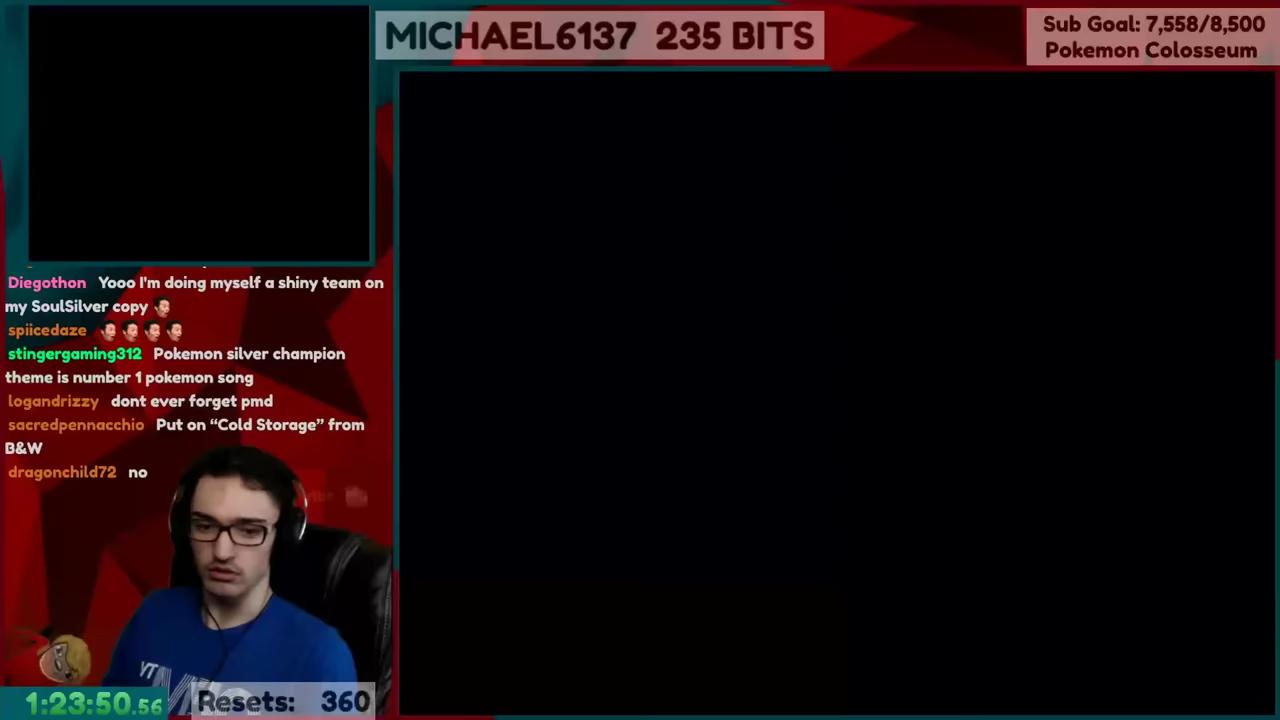 MICHAEL6137 235 BITS
Sub Goal: 7,558/8,500
Pokemon Colosseum
Diegothon Yooo I'm doing myself a shiny team on
my SoulSilver copy
spiicedaze
stingergaming312 Pokemon silver champion
theme is number 1 pokemon song
logandrizzy dont ever forget pmd
sacredpennacchio Put on “Cold Storage” from
B&W
dragonchild72 no
YT
1:23:50.56
Resets: 360